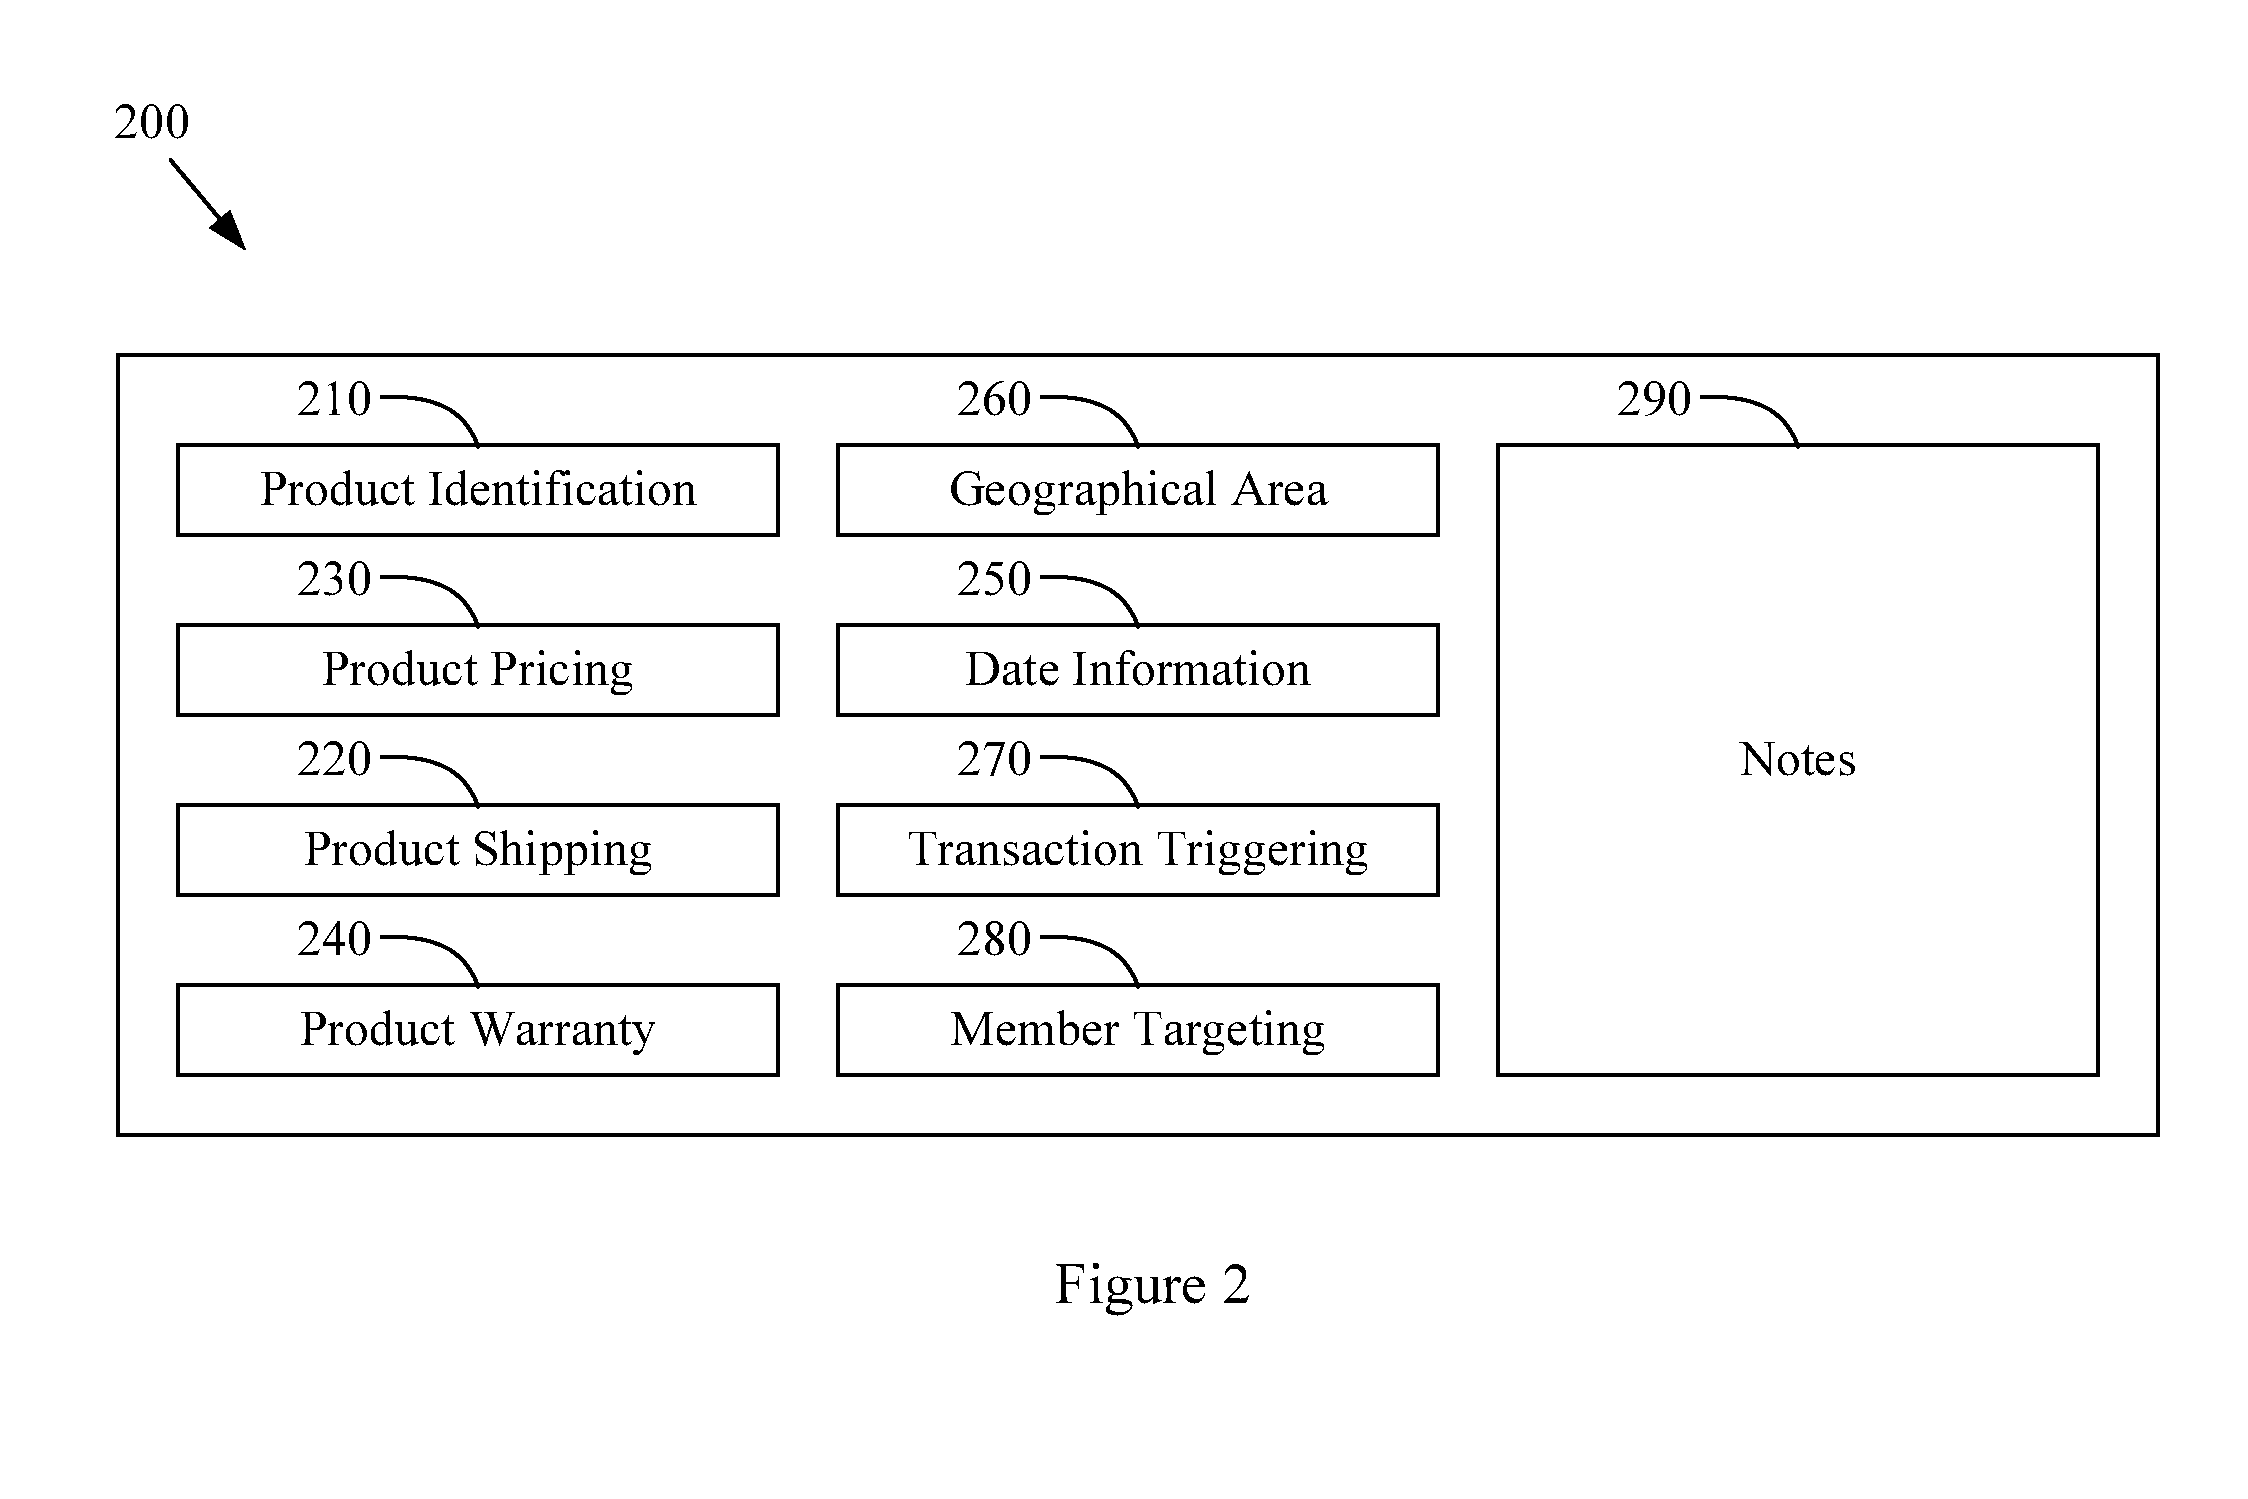 200
210
Product Identification
230
Product Pricing
220
Product Shipping
240
Product Warranty
260
Geographical Area
250
Date Information
270
Transaction Triggering
280
Member Targeting
290
Notes
Figure 2